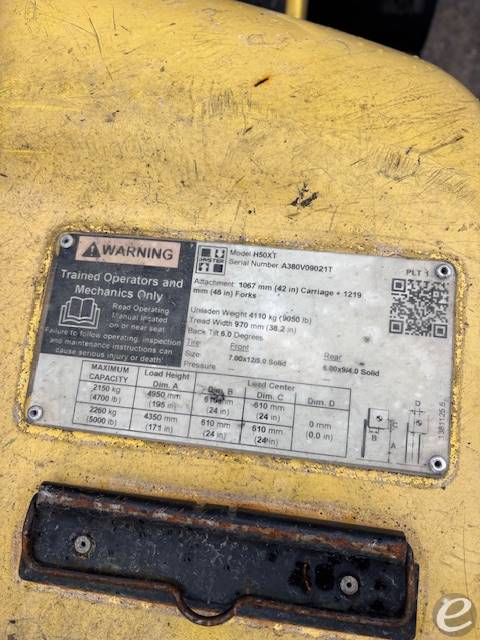 WARNING
Trained Operators and
Mechanics Only
Read Operating
Manual located
on or near seat
Failure to follow operating, inspection
and maintenance instructions can
cause serious injury or death!
HYSTER
Model H50XT
Serial Number A380V09021T
PLT 1
Attachment 1067 mm (42 in) Carriage + 1219
mm (48 in) Forks
Unladen Weight 4110 kg (9050 lb)
Tread Width 970 mm (38.2 in)
Back Tilt 6.0 Degrees
Tire Front Rear
Size 7.00x12/5.0 Solid 6.00x9/4.0 Solid
Pressure – –
MAXIMUM CAPACITY Load Height Dim. A Load Center Dim. B Dim. C Dim. D
2150 kg 4950 mm 610 mm 610 mm
(4700 lb) (195 in) (24 in) (24 in)
2260 kg 4350 mm 610 mm 610 mm 0 mm
(5000 lb) (171 in) (24 in) (24 in) (0.0 in)
D
C
B
A
e